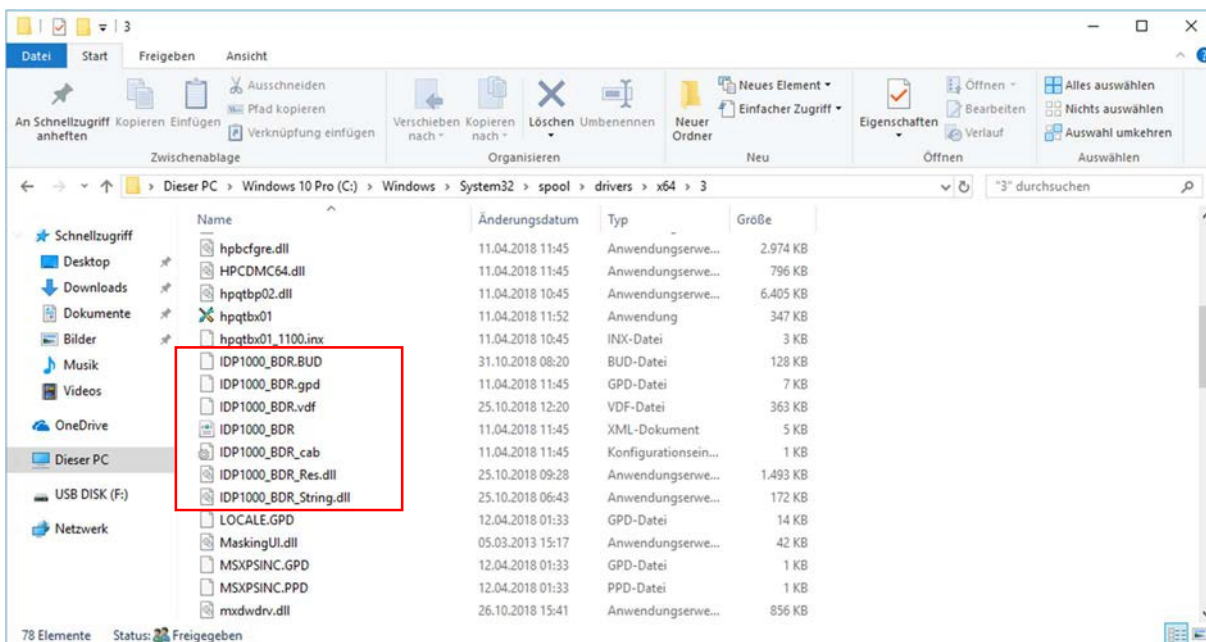 3
Datei Start Freigeben Ansicht
An Schnellzugriff anheften
Kopieren
Einfügen
Ausschneiden
Pfad kopieren
Verknüpfung einfügen
Zwischenablage
Verschieben nach
Kopieren nach
Löschen
Umbenennen
Organisieren
Neuer Ordner
Neues Element
Einfacher Zugriff
Neu
Eigenschaften
Öffnen
Bearbeiten
Verlauf
Öffnen
Alles auswählen
Nichts auswählen
Auswahl umkehren
Auswählen
Dieser PC > Windows 10 Pro (C:) > Windows > System32 > spool > drivers > x64 > 3
"3" durchsuchen
Schnellzugriff
Desktop
Downloads
Dokumente
Bilder
Musik
Videos
OneDrive
Dieser PC
USB DISK (F:)
Netzwerk
Name Änderungsdatum Typ Größe
hpbcfgre.dll 11.04.2018 11:45 Anwendungserwe... 2.974 KB
HPCDMC64.dll 11.04.2018 11:45 Anwendungserwe... 796 KB
hpqtbp02.dll 11.04.2018 10:45 Anwendungserwe... 6.405 KB
hpqtbx01 11.04.2018 11:52 Anwendung 347 KB
hpqtbx01_1100.inx 11.04.2018 10:45 INX-Datei 3 KB
IDP1000_BDR.BUD 31.10.2018 08:20 BUD-Datei 128 KB
IDP1000_BDR.gpd 11.04.2018 11:45 GPD-Datei 7 KB
IDP1000_BDR.vdf 25.10.2018 12:20 VDF-Datei 363 KB
IDP1000_BDR 11.04.2018 11:45 XML-Dokument 5 KB
IDP1000_BDR_cab 11.04.2018 11:45 Konfigurationsein... 1 KB
IDP1000_BDR_Res.dll 25.10.2018 09:28 Anwendungserwe... 1.493 KB
IDP1000_BDR_String.dll 25.10.2018 06:43 Anwendungserwe... 172 KB
LOCALE.GPD 12.04.2018 01:33 GPD-Datei 14 KB
MaskingUI.dll 05.03.2013 15:17 Anwendungserwe... 42 KB
MSXPSINC.GPD 12.04.2018 01:33 GPD-Datei 1 KB
MSXPSINC.PPD 12.04.2018 01:33 PPD-Datei 1 KB
mxdwdrv.dll 26.10.2018 15:41 Anwendungserwe... 856 KB
78 Elemente Status: Freigegeben